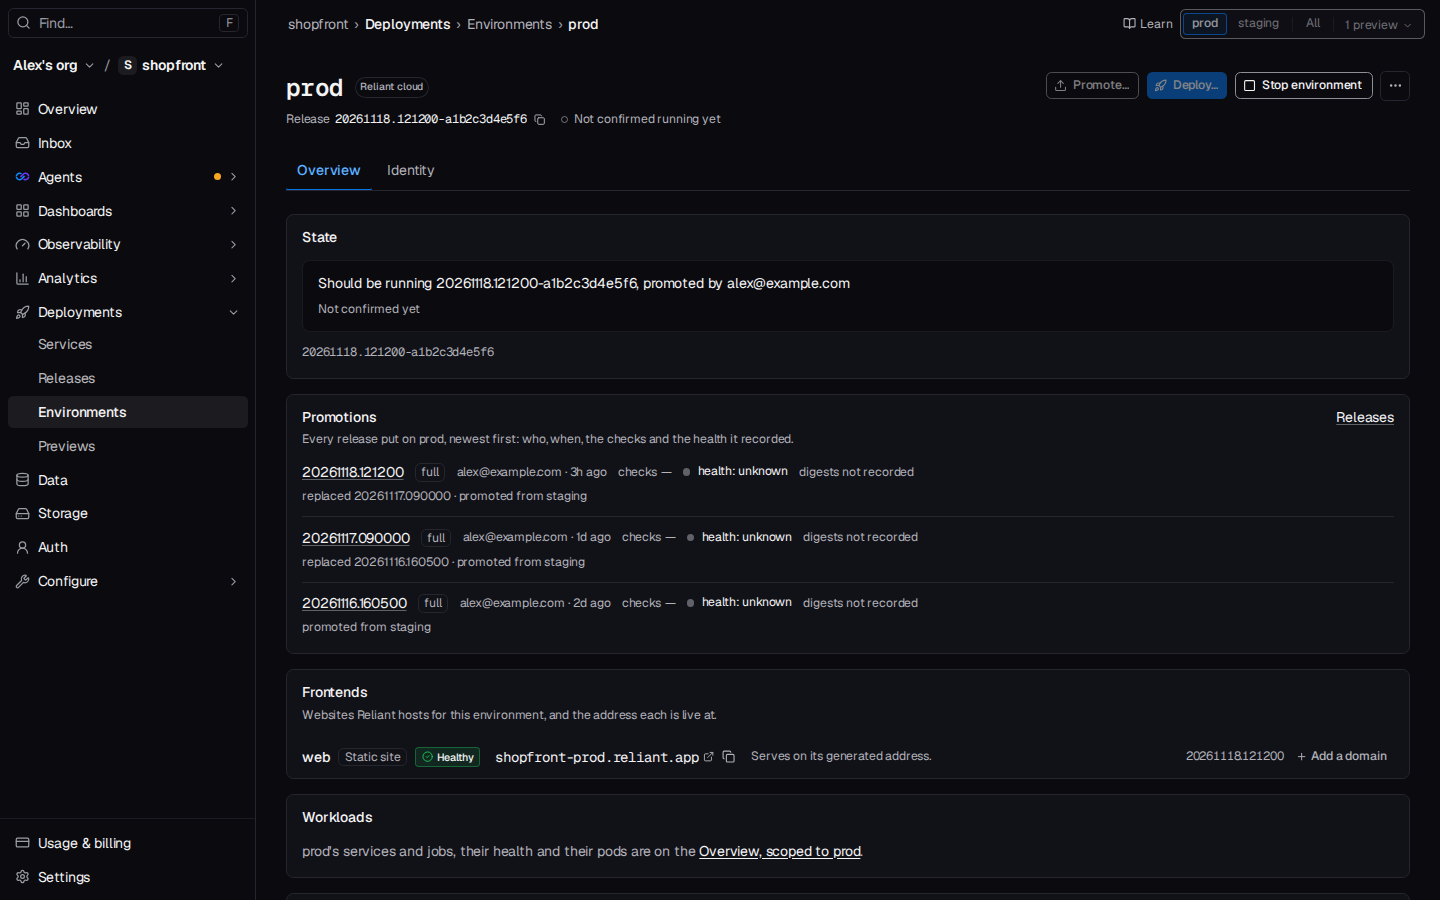 Find... F
Alex's org / S shopfront
Overview
Inbox
Agents
Dashboards
Observability
Analytics
Deployments
Services
Releases
Environments
Previews
Data
Storage
Auth
Configure
Usage & billing
Settings
shopfront › Deployments › Environments › prod
Learn prod staging All 1 preview
prod Reliant cloud
Promote... Deploy... Stop environment ...
Release 20261118.121200-a1b2c3d4e5f6 Not confirmed running yet
Overview Identity
State
Should be running 20261118.121200-a1b2c3d4e5f6, promoted by alex@example.com
Not confirmed yet
20261118.121200-a1b2c3d4e5f6
Promotions Releases
Every release put on prod, newest first: who, when, the checks and the health it recorded.
20261118.121200 full alex@example.com · 3h ago checks — health: unknown digests not recorded
replaced 20261117.090000 · promoted from staging
20261117.090000 full alex@example.com · 1d ago checks — health: unknown digests not recorded
replaced 20261116.160500 · promoted from staging
20261116.160500 full alex@example.com · 2d ago checks — health: unknown digests not recorded
promoted from staging
Frontends
Websites Reliant hosts for this environment, and the address each is live at.
web Static site Healthy shopfront-prod.reliant.app Serves on its generated address. 20261118.121200 + Add a domain
Workloads
prod's services and jobs, their health and their pods are on the Overview, scoped to prod.